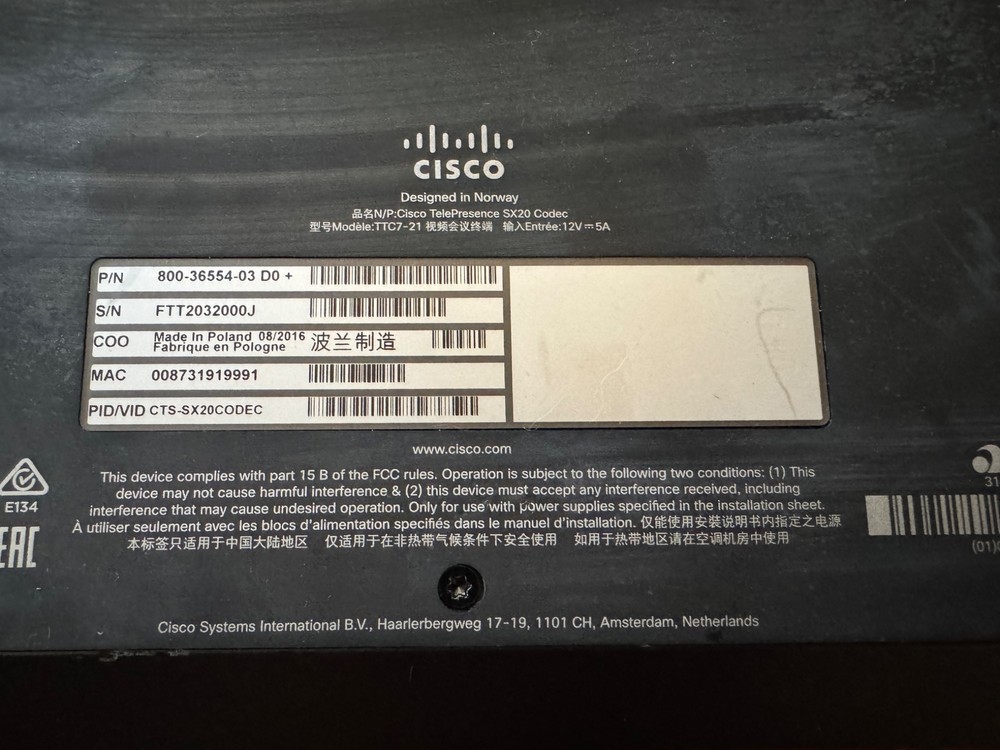 CISCO
Designed in Norway
品名N/P:Cisco TelePresence SX20 Codec
型号Modèle:TTC7-21 视频会议终端 输入Entrée:12V⎓5A
P/N 800-36554-03 D0 +
S/N FTT2032000J
COO Made In Poland 08/2016 波兰制造
Fabrique en Pologne
MAC 008731919991
PID/VID CTS-SX20CODEC
www.cisco.com
This device complies with part 15 B of the FCC rules. Operation is subject to the following two conditions: (1) This
device may not cause harmful interference & (2) this device must accept any interference received, including
interference that may cause undesired operation. Only for use with power supplies specified in the installation sheet.
À utiliser seulement avec les blocs d'alimentation specifiés dans le manuel d'installation. 仅能使用安裝说明书内指定之电源
本标签只适用于中国大陆地区 仅适用于在非热带气候条件下安全使用 如用于热带地区请在空调机房中使用
E134
EAC
31
(01)
Cisco Systems International B.V., Haarlerbergweg 17-19, 1101 CH, Amsterdam, Netherlands